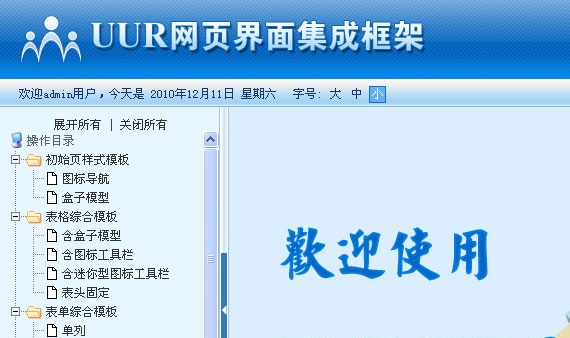 UUR网页界面集成框架
欢迎admin用户，今天是 2010年12月11日 星期六 字号: 大 中 小
展开所有 | 关闭所有
操作目录
初始页样式模板
图标导航
盒子模型
表格综合模板
含盒子模型
含图标工具栏
含迷你型图标工具栏
表头固定
表单综合模板
单列
歡迎使用